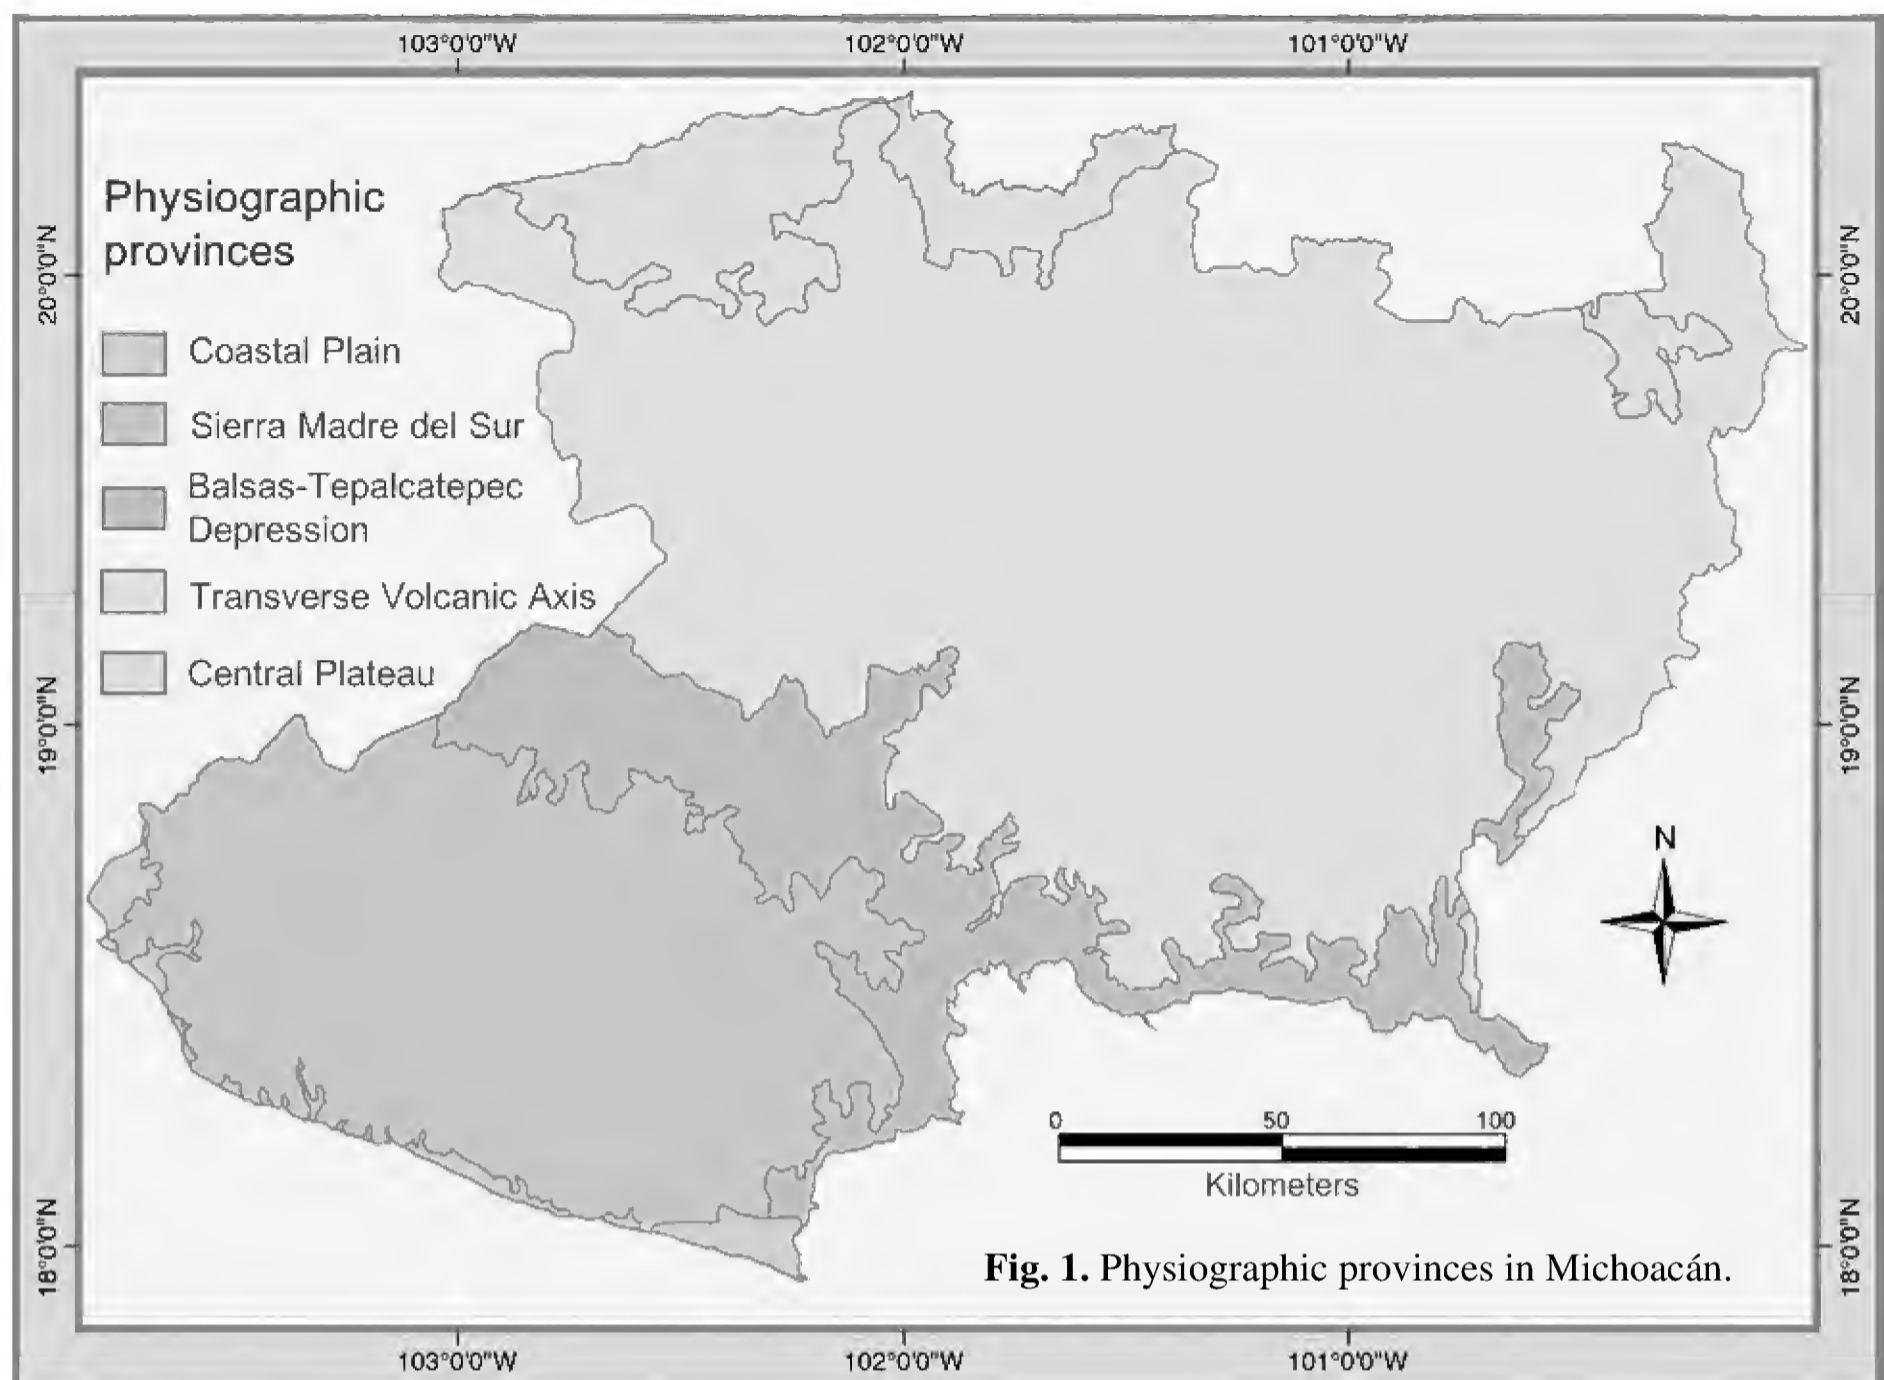 103°0'0"W 102°0'0"W 101°0'0"W
Physiographic
provinces
Coastal Plain
Sierra Madre del Sur
Balsas-Tepalcatepec
Depression
Transverse Volcanic Axis
Central Plateau
20°0'0"N
19°0'0"N
18°0'0"N
20°0'0"N
19°0'0"N
18°0'0"N
N
0 50 100
Kilometers
Fig. 1. Physiographic provinces in Michoacán.
103°0'0"W 102°0'0"W 101°0'0"W